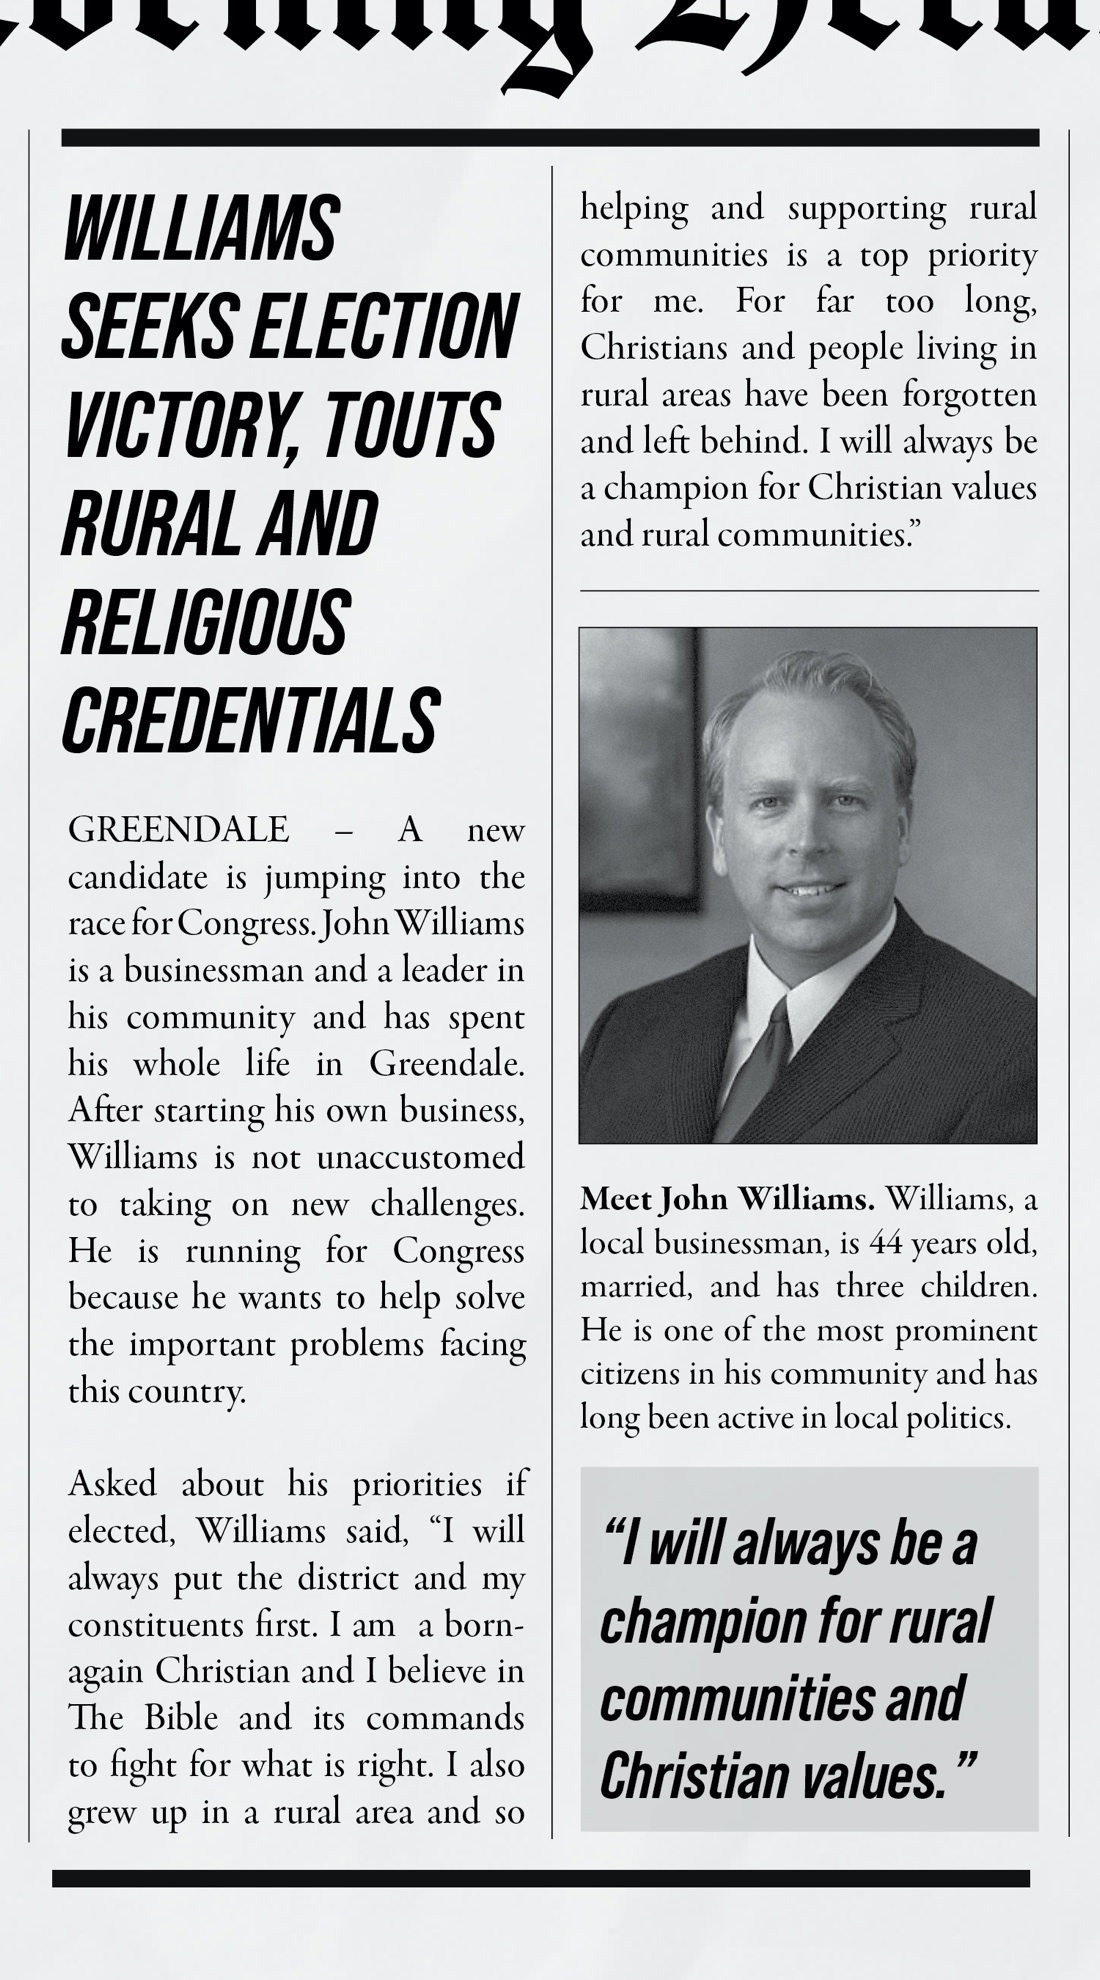 WILLIAMS
SEEKS ELECTION
VICTORY, TOUTS
RURAL AND
RELIGIOUS
CREDENTIALS
GREENDALE – A new
candidate is jumping into the
race for Congress. John Williams
is a businessman and a leader in
his community and has spent
his whole life in Greendale.
After starting his own business,
Williams is not unaccustomed
to taking on new challenges.
He is running for Congress
because he wants to help solve
the important problems facing
this country.
Asked about his priorities if
elected, Williams said, “I will
always put the district and my
constituents first. I am a born-
again Christian and I believe in
The Bible and its commands
to fight for what is right. I also
grew up in a rural area and so
helping and supporting rural
communities is a top priority
for me. For far too long,
Christians and people living in
rural areas have been forgotten
and left behind. I will always be
a champion for Christian values
and rural communities.”
Meet John Williams. Williams, a
local businessman, is 44 years old,
married, and has three children.
He is one of the most prominent
citizens in his community and has
long been active in local politics.
“I will always be a
champion for rural
communities and
Christian values.”